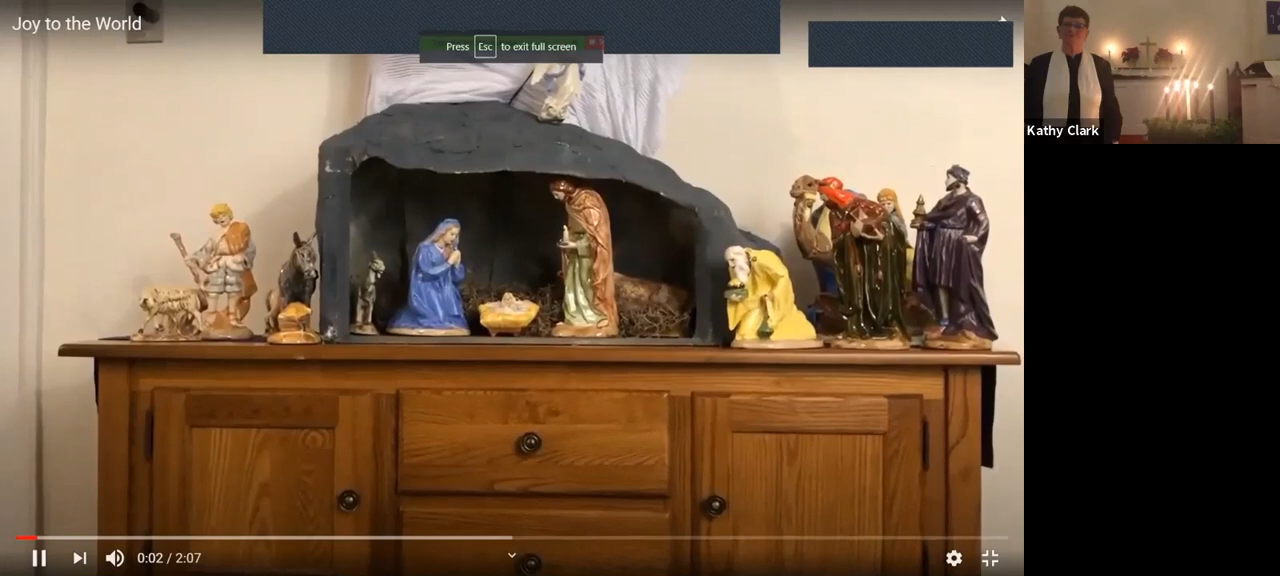 Joy to the World
Press Esc to exit full screen
Kathy Clark
0:02 / 2:07